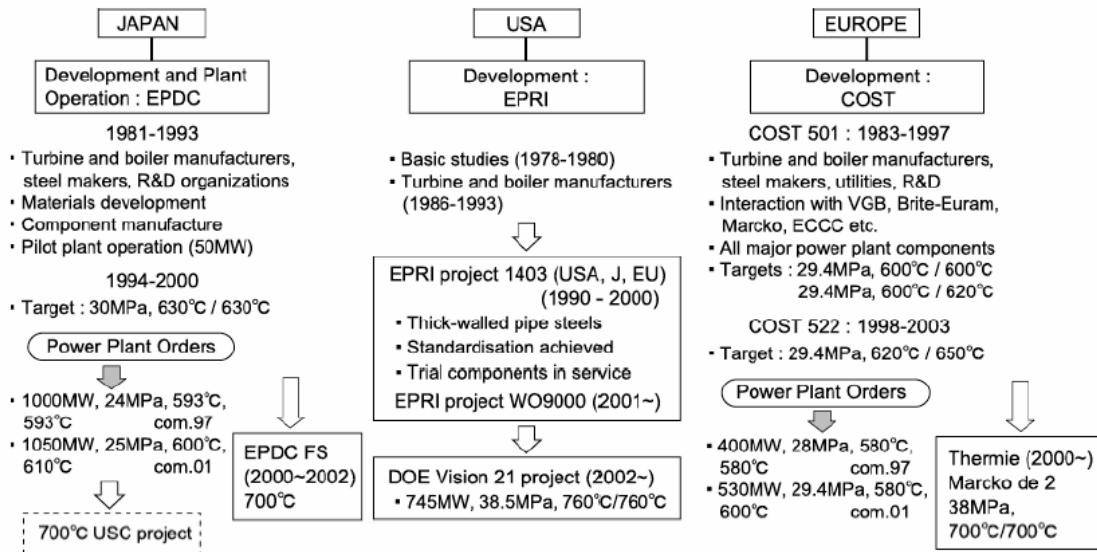 JAPAN
Development and Plant
Operation : EPDC
1981-1993
▪ Turbine and boiler manufacturers,
steel makers, R&D organizations
▪ Materials development
▪ Component manufacture
▪ Pilot plant operation (50MW)
1994-2000
▪ Target : 30MPa, 630℃ / 630℃
Power Plant Orders
▪ 1000MW, 24MPa, 593℃,
593℃ com.97
▪ 1050MW, 25MPa, 600℃,
610℃ com.01
700℃ USC project
EPDC FS
(2000~2002)
700℃
USA
Development :
EPRI
▪ Basic studies (1978-1980)
▪ Turbine and boiler manufacturers
(1986-1993)
EPRI project 1403 (USA, J, EU)
(1990 - 2000)
▪ Thick-walled pipe steels
▪ Standardisation achieved
▪ Trial components in service
EPRI project WO9000 (2001~)
DOE Vision 21 project (2002~)
▪ 745MW, 38.5MPa, 760℃/760℃
EUROPE
Development :
COST
COST 501 : 1983-1997
▪ Turbine and boiler manufacturers,
steel makers, utilities, R&D
▪ Interaction with VGB, Brite-Euram,
Marcko, ECCC etc.
▪ All major power plant components
▪ Targets : 29.4MPa, 600℃ / 600℃
29.4MPa, 600℃ / 620℃
COST 522 : 1998-2003
▪ Target : 29.4MPa, 620℃ / 650℃
Power Plant Orders
▪ 400MW, 28MPa, 580℃,
580℃ com.97
▪ 530MW, 29.4MPa, 580℃,
600℃ com.01
Thermie (2000~)
Marcko de 2
38MPa,
700℃/700℃